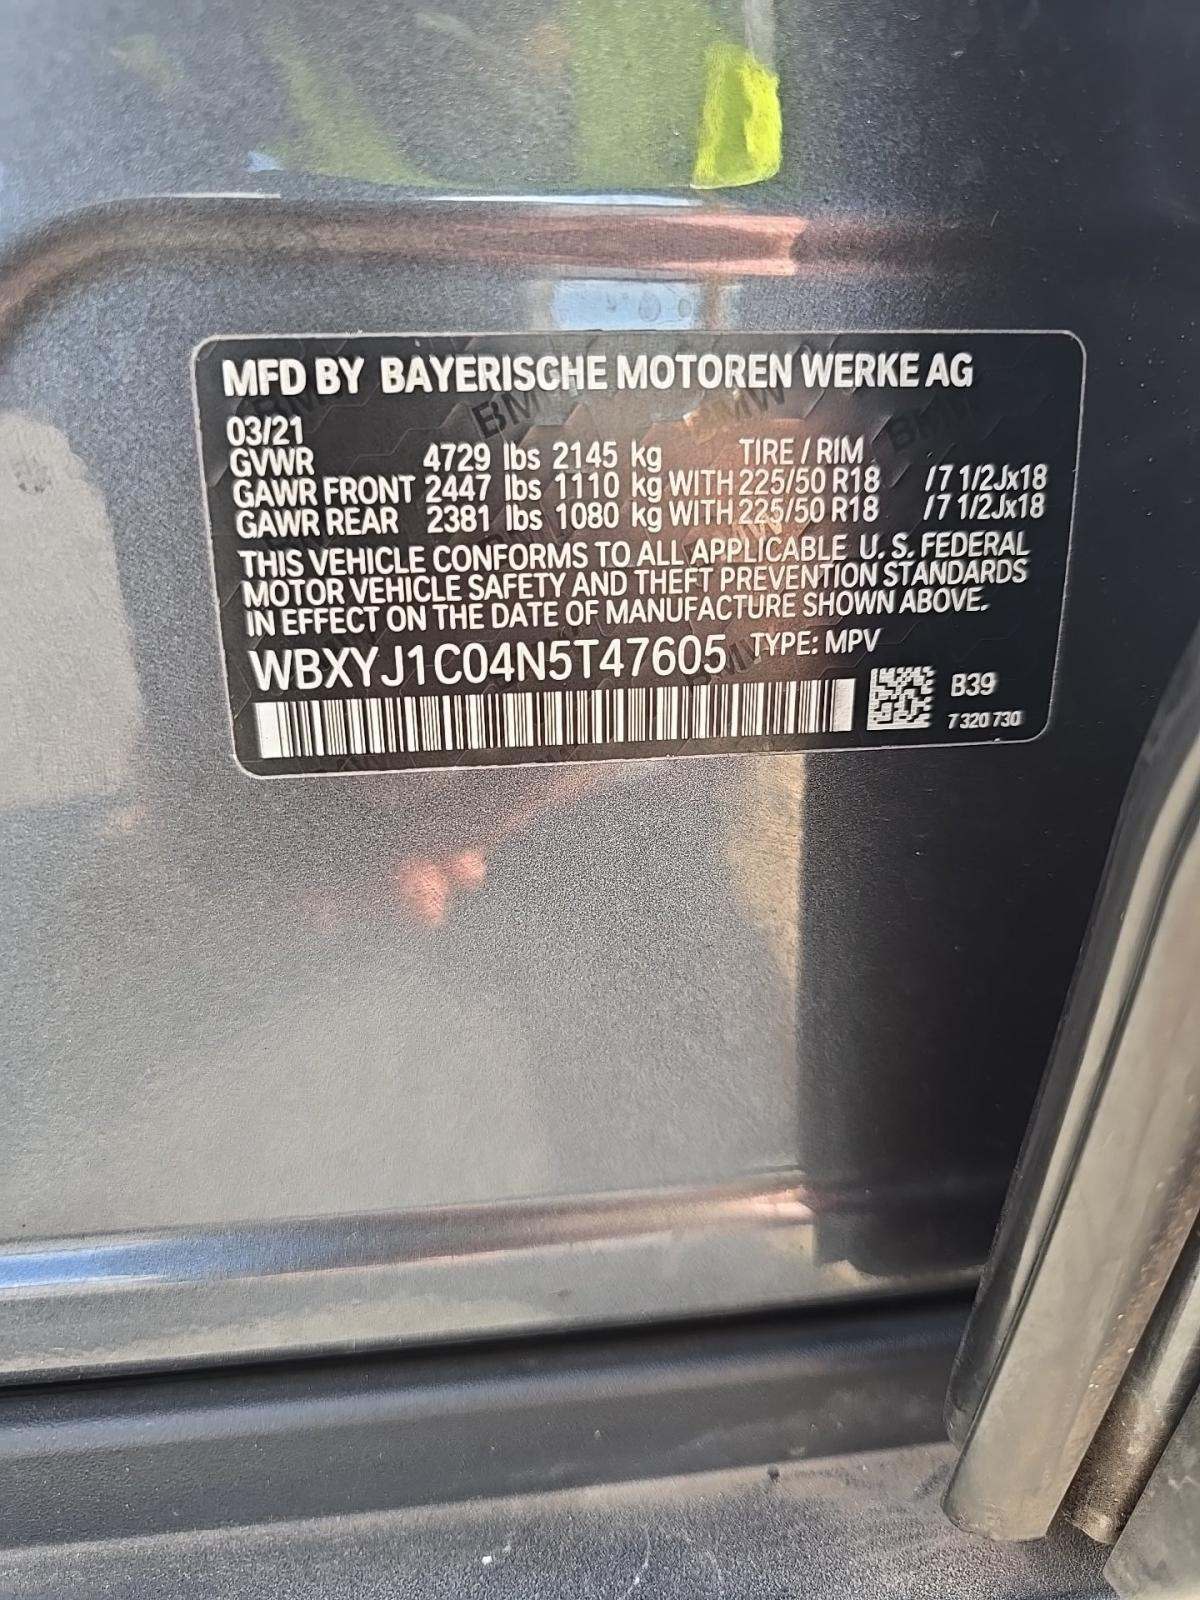 MFD BY BAYERISCHE MOTOREN WERKE AG
03/21
GVWR 4729 lbs 2145 kg TIRE / RIM
GAWR FRONT 2447 lbs 1110 kg WITH 225/50 R18 /7 1/2Jx18
GAWR REAR 2381 lbs 1080 kg WITH 225/50 R18 /7 1/2Jx18
THIS VEHICLE CONFORMS TO ALL APPLICABLE U. S. FEDERAL
MOTOR VEHICLE SAFETY AND THEFT PREVENTION STANDARDS
IN EFFECT ON THE DATE OF MANUFACTURE SHOWN ABOVE.
WBXYJ1C04N5T47605 TYPE: MPV
B39
7 320 730